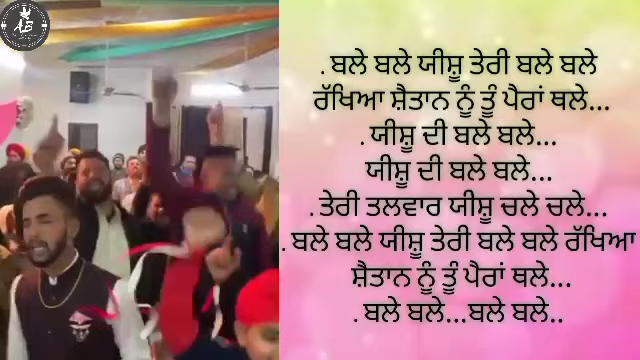 AB
. ਬਲੇ ਬਲੇ ਯੀਸ਼ੂ ਤੇਰੀ ਬਲੇ ਬਲੇ
ਰੱਖਿਆ ਸ਼ੈਤਾਨ ਨੂੰ ਤੂੰ ਪੈਰਾਂ ਥਲੇ...
. ਯੀਸ਼ੂ ਦੀ ਬਲੇ ਬਲੇ...
ਯੀਸ਼ੂ ਦੀ ਬਲੇ ਬਲੇ...
. ਤੇਰੀ ਤਲਵਾਰ ਯੀਸ਼ੂ ਚਲੇ ਚਲੇ...
. ਬਲੇ ਬਲੇ ਯੀਸ਼ੂ ਤੇਰੀ ਬਲੇ ਬਲੇ ਰੱਖਿਆ
ਸ਼ੈਤਾਨ ਨੂੰ ਤੂੰ ਪੈਰਾਂ ਥਲੇ...
. ਬਲੇ ਬਲੇ...ਬਲੇ ਬਲੇ..